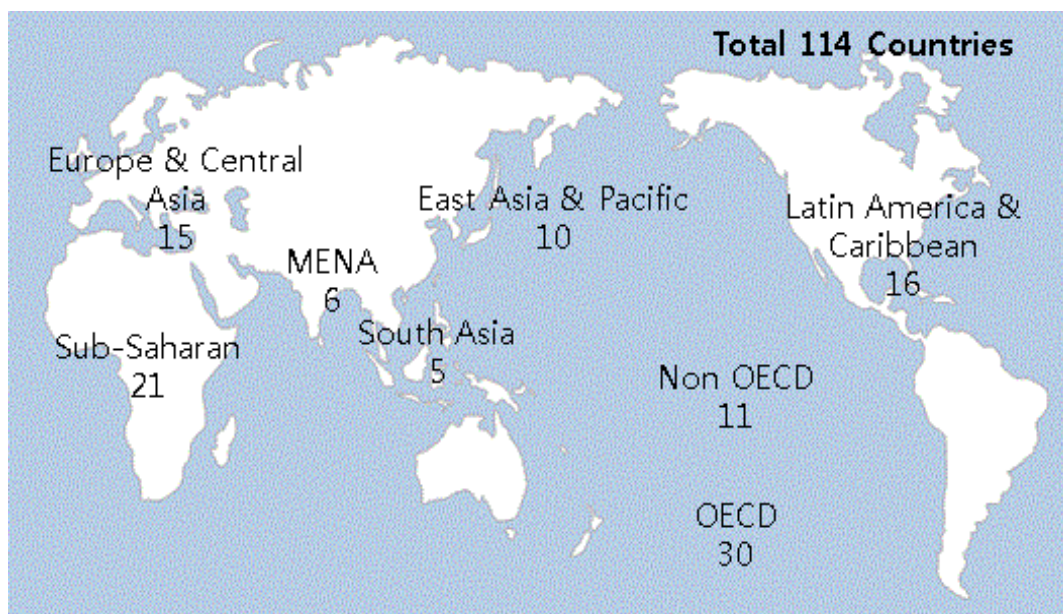 Total 114 Countries
Europe & Central
Asia
15
East Asia & Pacific
10
Latin America &
Caribbean
16
MENA
6
South Asia
5
Sub-Saharan
21
Non OECD
11
OECD
30